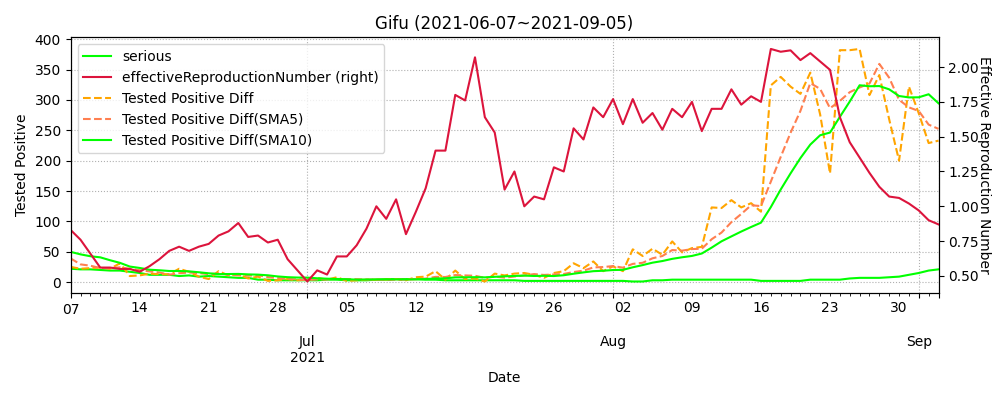 Gifu (2021-06-07~2021-09-05)
serious
effectiveReproductionNumber (right)
Tested Positive Diff
Tested Positive Diff(SMA5)
Tested Positive Diff(SMA10)
Tested Positive
400
350
300
250
200
150
100
50
0
2.00
1.75
1.50
1.25
1.00
0.75
0.50
Effective Reproduction Number
07 14 21 28 05 12 19 26 02 09 16 23 30
Jul Aug Sep
2021
Date